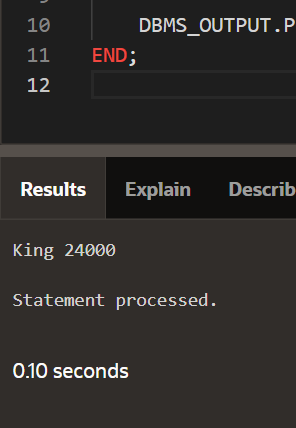 10 DBMS_OUTPUT.P
11 END;
12
Results Explain Describ
King 24000
Statement processed.
0.10 seconds